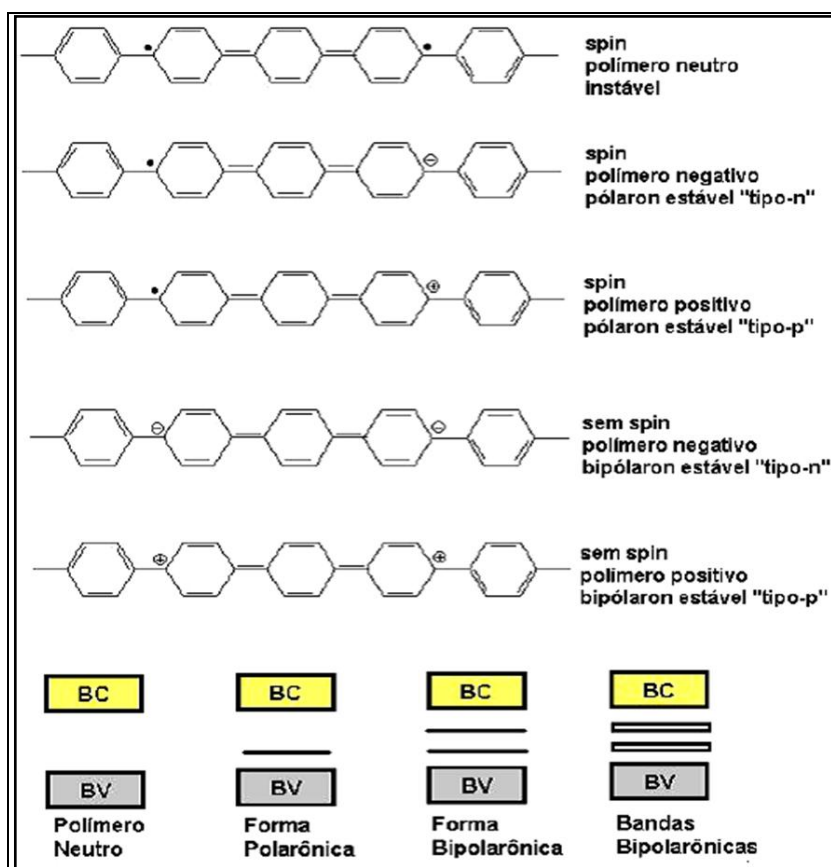 spin
polímero neutro
instável
spin
polímero negativo
pólaron estável "tipo-n"
spin
polímero positivo
pólaron estável "tipo-p"
sem spin
polímero negativo
bipólaron estável "tipo-n"
sem spin
polímero positivo
bipólaron estável "tipo-p"
BC
BC
BC
BC
BV
BV
BV
BV
Polímero
Neutro
Forma
Polarônica
Forma
Bipolarônica
Bandas
Bipolarônicas